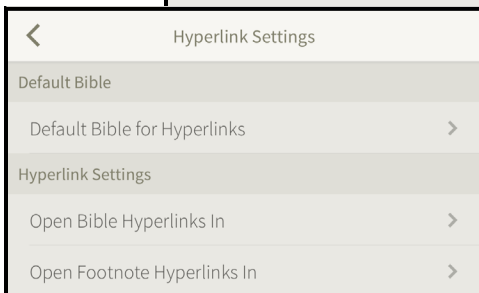 Hyperlink Settings
Default Bible
Default Bible for Hyperlinks
Hyperlink Settings
Open Bible Hyperlinks In
Open Footnote Hyperlinks In